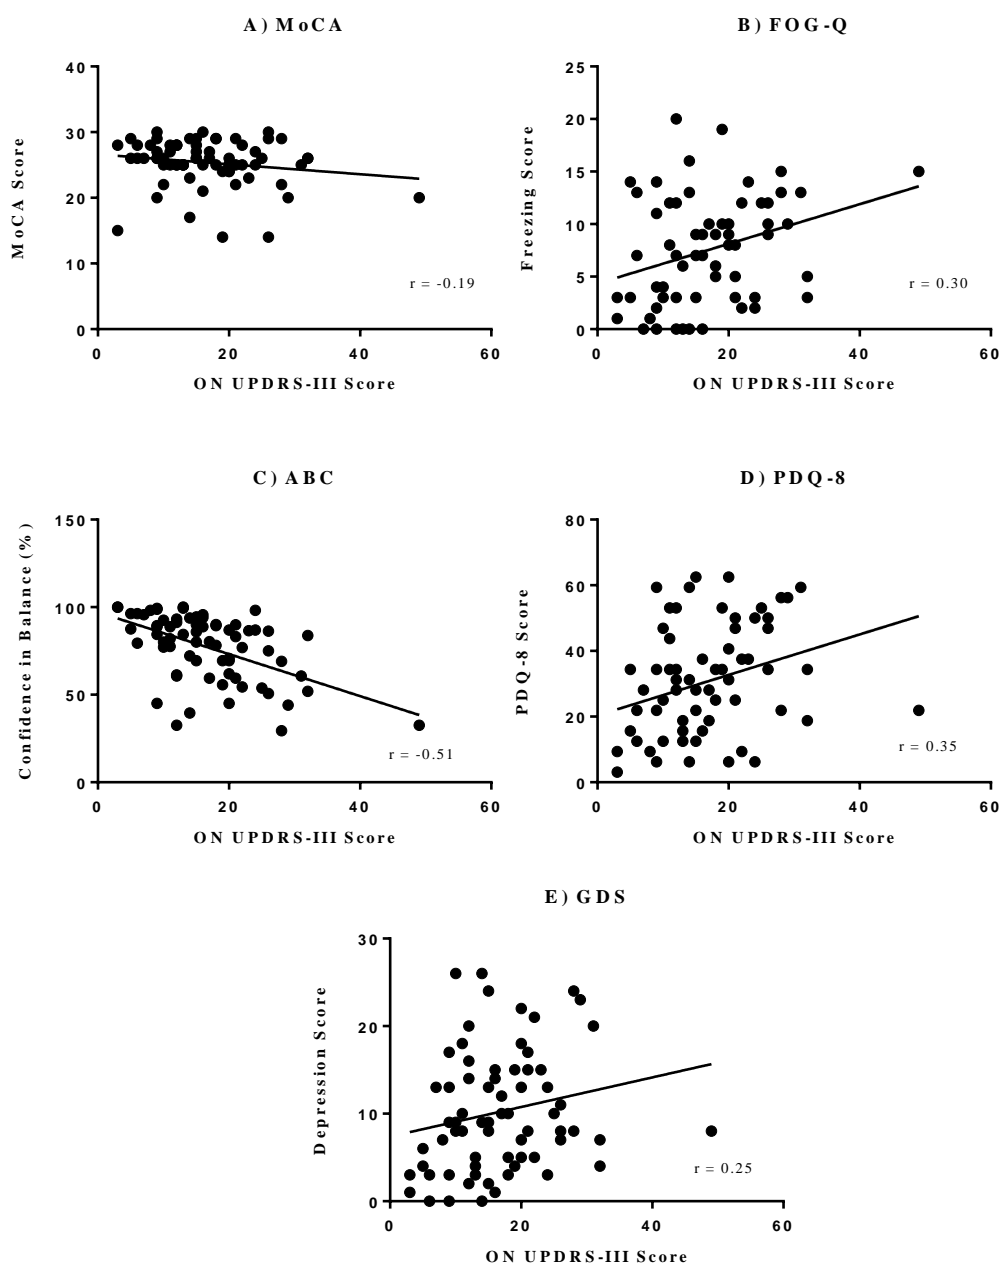 A) MoCA
MoCA Score
40
30
20
10
0
r = -0.19
0 20 40 60
ON UPDRS-III Score
B) FOG-Q
Freezing Score
25
20
15
10
5
0
r = 0.30
0 20 40 60
ON UPDRS-III Score
C) ABC
Confidence in Balance (%)
150
100
50
0
r = -0.51
0 20 40 60
ON UPDRS-III Score
D) PDQ-8
PDQ-8 Score
80
60
40
20
0
r = 0.35
0 20 40 60
ON UPDRS-III Score
E) GDS
Depression Score
30
20
10
0
r = 0.25
0 20 40 60
ON UPDRS-III Score